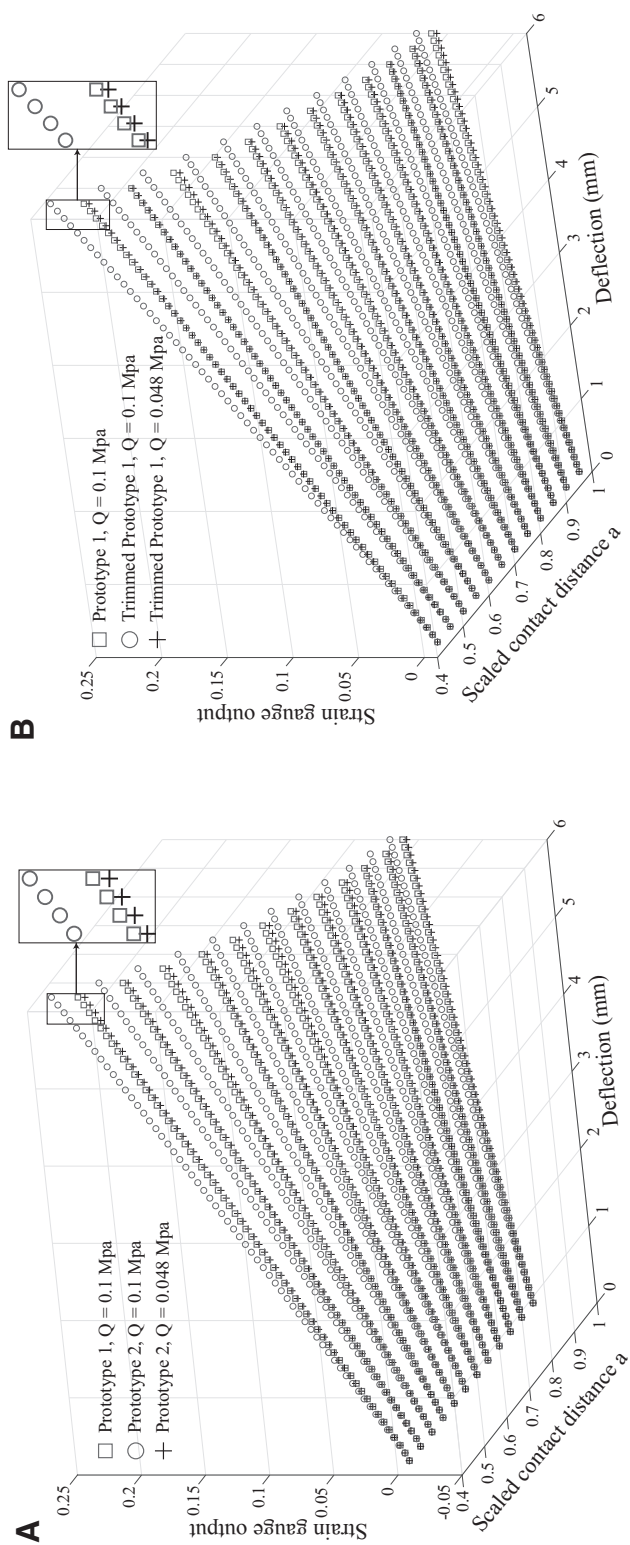 A
0.25
0.2
0.15
0.1
0.05
0
-0.05
Strain gauge output
Prototype 1, Q = 0.1 Mpa
Prototype 2, Q = 0.1 Mpa
Prototype 2, Q = 0.048 Mpa
0.4
0.5
0.6
0.7
0.8
0.9
1
Scaled contact distance a
0
1
2
3
4
5
6
Deflection (mm)
B
0.25
0.2
0.15
0.1
0.05
0
Strain gauge output
Prototype 1, Q = 0.1 Mpa
Trimmed Prototype 1, Q = 0.1 Mpa
Trimmed Prototype 1, Q = 0.048 Mpa
0.4
0.5
0.6
0.7
0.8
0.9
1
Scaled contact distance a
0
1
2
3
4
5
6
Deflection (mm)